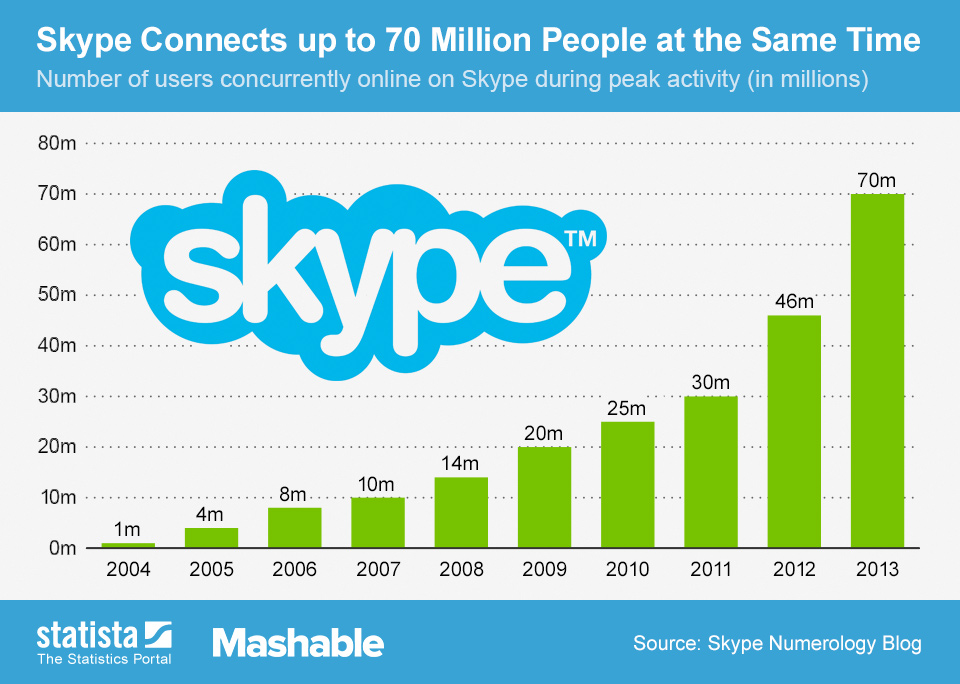 Skype Connects up to 70 Million People at the Same Time
Number of users concurrently online on Skype during peak activity (in millions)
80m
70m
60m
50m
40m
30m
20m
10m
0m
skype™
1m
4m
8m
10m
14m
20m
25m
30m
46m
70m
2004 2005 2006 2007 2008 2009 2010 2011 2012 2013
statista
The Statistics Portal
Mashable
Source: Skype Numerology Blog